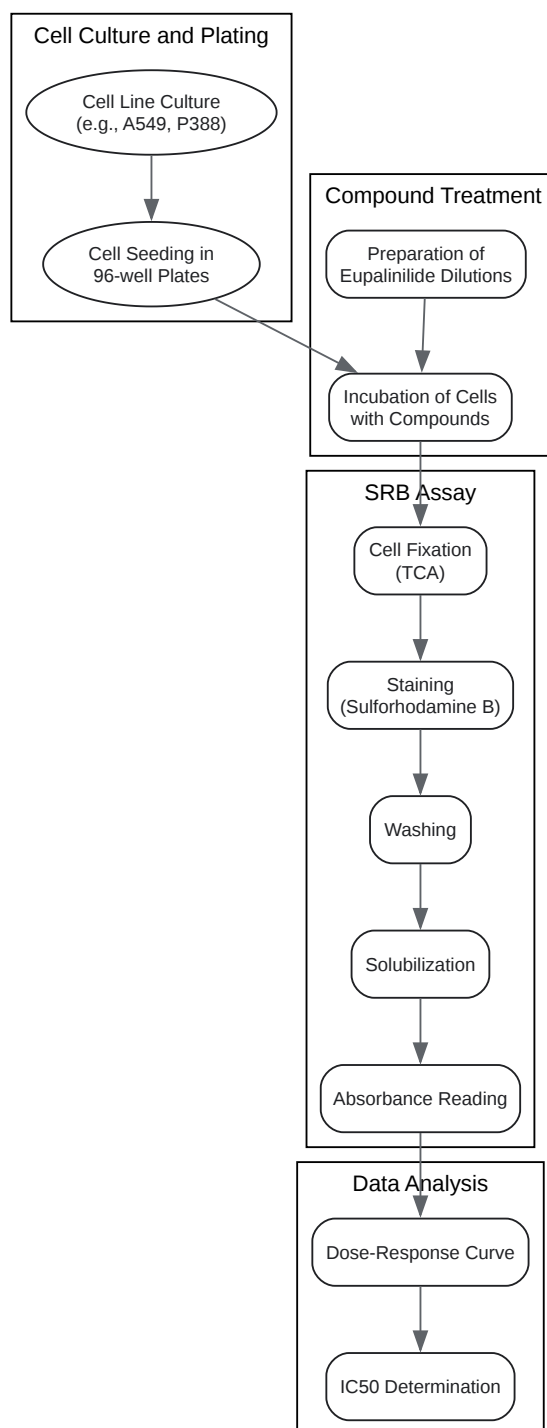 Cell Culture and Plating
Cell Line Culture
(e.g., A549, P388)
Cell Seeding in
96-well Plates
Compound Treatment
Preparation of
Eupalinilide Dilutions
Incubation of Cells
with Compounds
SRB Assay
Cell Fixation
(TCA)
Staining
(Sulforhodamine B)
Washing
Solubilization
Absorbance Reading
Data Analysis
Dose-Response Curve
IC50 Determination